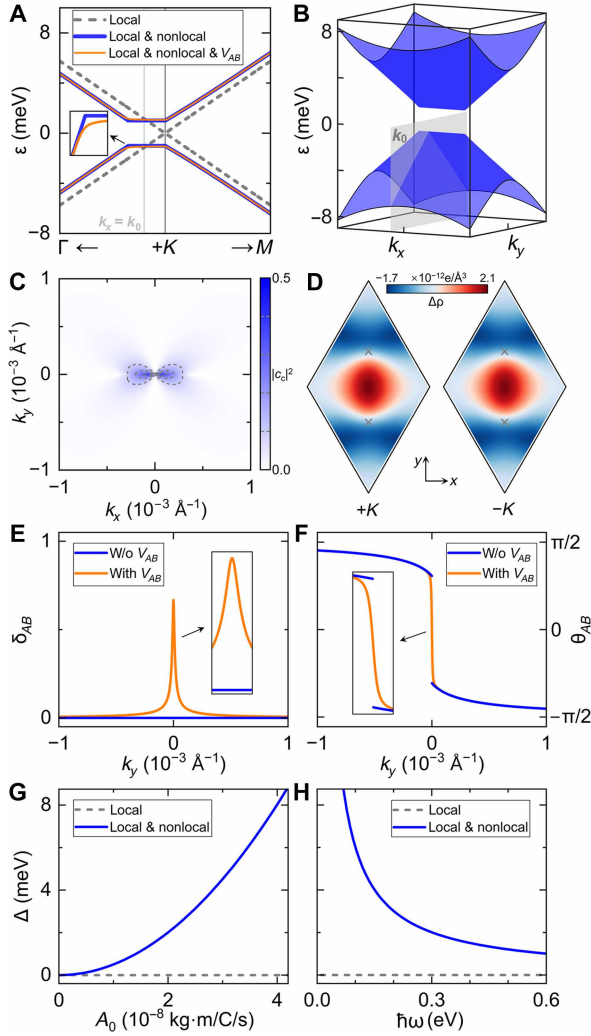 A
Local
Local & nonlocal
Local & nonlocal & V_AB
ε (meV)
8
0
−8
k_x = k_0
Γ ←
+K
→M
B
ε (meV)
8
0
−8
k_0
k_x
k_y
C
k_y (10⁻³ Å⁻¹)
1
0
−1
−1
0
1
k_x (10⁻³ Å⁻¹)
0.5
|c_c|²
0.0
D
−1.7
×10⁻¹²e/Å³
2.1
Δρ
y
x
+K
−K
E
W/o V_AB
With V_AB
δ_AB
1
0
−1
0
1
k_y (10⁻³ Å⁻¹)
F
W/o V_AB
With V_AB
π/2
0
−π/2
θ_AB
−1
0
1
k_y (10⁻³ Å⁻¹)
G
Local
Local & nonlocal
Δ (meV)
8
4
0
0
2
4
A_0 (10⁻⁸ kg·m/C/s)
H
Local
Local & nonlocal
0.0
0.3
0.6
ħω (eV)